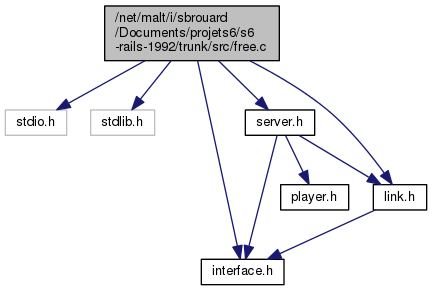 /net/malt/i/sbrouard
/Documents/projets6/s6
-rails-1992/trunk/src/free.c
stdio.h
stdlib.h
server.h
player.h
link.h
interface.h